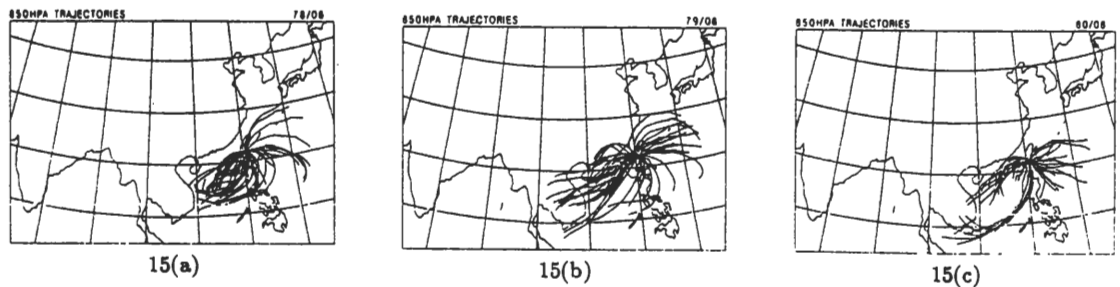 850HPA TRAJECTORIES 78/06
15(a)
850HPA TRAJECTORIES 79/06
15(b)
850HPA TRAJECTORIES 80/06
15(c)